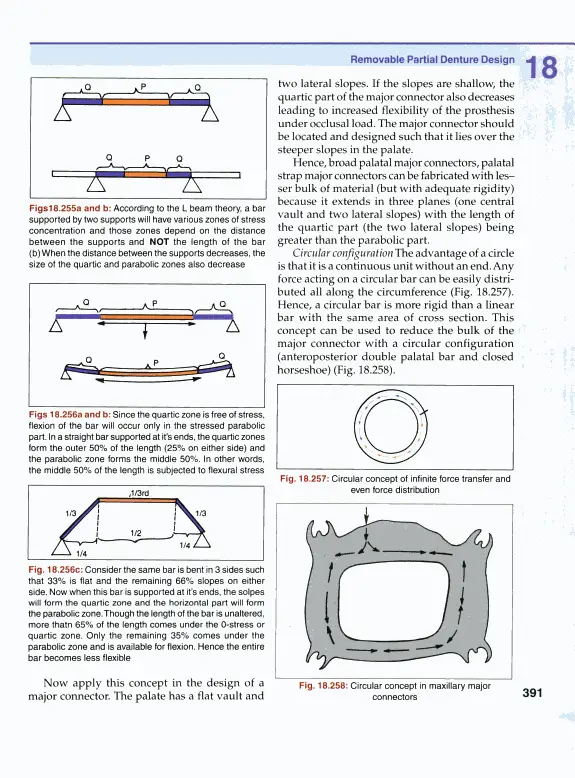 Removable Partial Denture Design
18
Q P Q
Q P Q
Figs18.255a and b: According to the L beam theory, a bar
supported by two supports will have various zones of stress
concentration and those zones depend on the distance
between the supports and NOT the length of the bar
(b) When the distance between the supports decreases, the
size of the quartic and parabolic zones also decrease
Q P Q
Q P Q
Figs 18.256a and b: Since the quartic zone is free of stress,
flexion of the bar will occur only in the stressed parabolic
part. In a straight bar supported at it's ends, the quartic zones
form the outer 50% of the length (25% on either side) and
the parabolic zone forms the middle 50%. In other words,
the middle 50% of the length is subjected to flexural stress
1/3rd
1/3 1/3
1/2
1/4 1/4
Fig. 18.256c: Consider the same bar is bent in 3 sides such
that 33% is flat and the remaining 66% slopes on either
side. Now when this bar is supported at it's ends, the solpes
will form the quartic zone and the horizontal part will form
the parabolic zone. Though the length of the bar is unaltered,
more thatn 65% of the length comes under the 0-stress or
quartic zone. Only the remaining 35% comes under the
parabolic zone and is available for flexion. Hence the entire
bar becomes less flexible
Now apply this concept in the design of a
major connector. The palate has a flat vault and
two lateral slopes. If the slopes are shallow, the
quartic part of the major connector also decreases
leading to increased flexibility of the prosthesis
under occlusal load. The major connector should
be located and designed such that it lies over the
steeper slopes in the palate.
Hence, broad palatal major connectors, palatal
strap major connectors can be fabricated with les–
ser bulk of material (but with adequate rigidity)
because it extends in three planes (one central
vault and two lateral slopes) with the length of
the quartic part (the two lateral slopes) being
greater than the parabolic part.
Circular configuration The advantage of a circle
is that it is a continuous unit without an end. Any
force acting on a circular bar can be easily distri-
buted all along the circumference (Fig. 18.257).
Hence, a circular bar is more rigid than a linear
bar with the same area of cross section. This
concept can be used to reduce the bulk of the
major connector with a circular configuration
(anteroposterior double palatal bar and closed
horseshoe) (Fig. 18.258).
Fig. 18.257: Circular concept of infinite force transfer and
even force distribution
Fig. 18.258: Circular concept in maxillary major
connectors
391